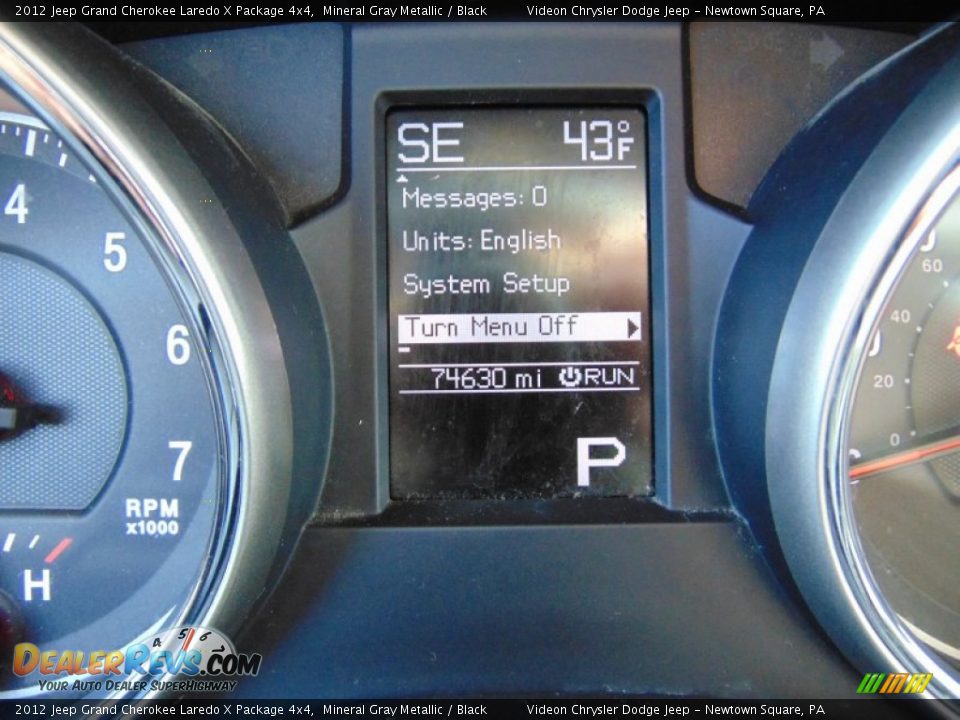 2012 Jeep Grand Cherokee Laredo X Package 4x4, Mineral Gray Metallic / Black Videon Chrysler Dodge Jeep - Newtown Square, PA
SE 43°F
Messages: 0
Units: English
System Setup
Turn Menu Off
74630 mi RUN
P
4
5
6
7
RPM
x1000
H
60
40
20
0
4 5 6
DealerRevs.com
Your Auto Dealer SuperHighway
2012 Jeep Grand Cherokee Laredo X Package 4x4, Mineral Gray Metallic / Black Videon Chrysler Dodge Jeep - Newtown Square, PA